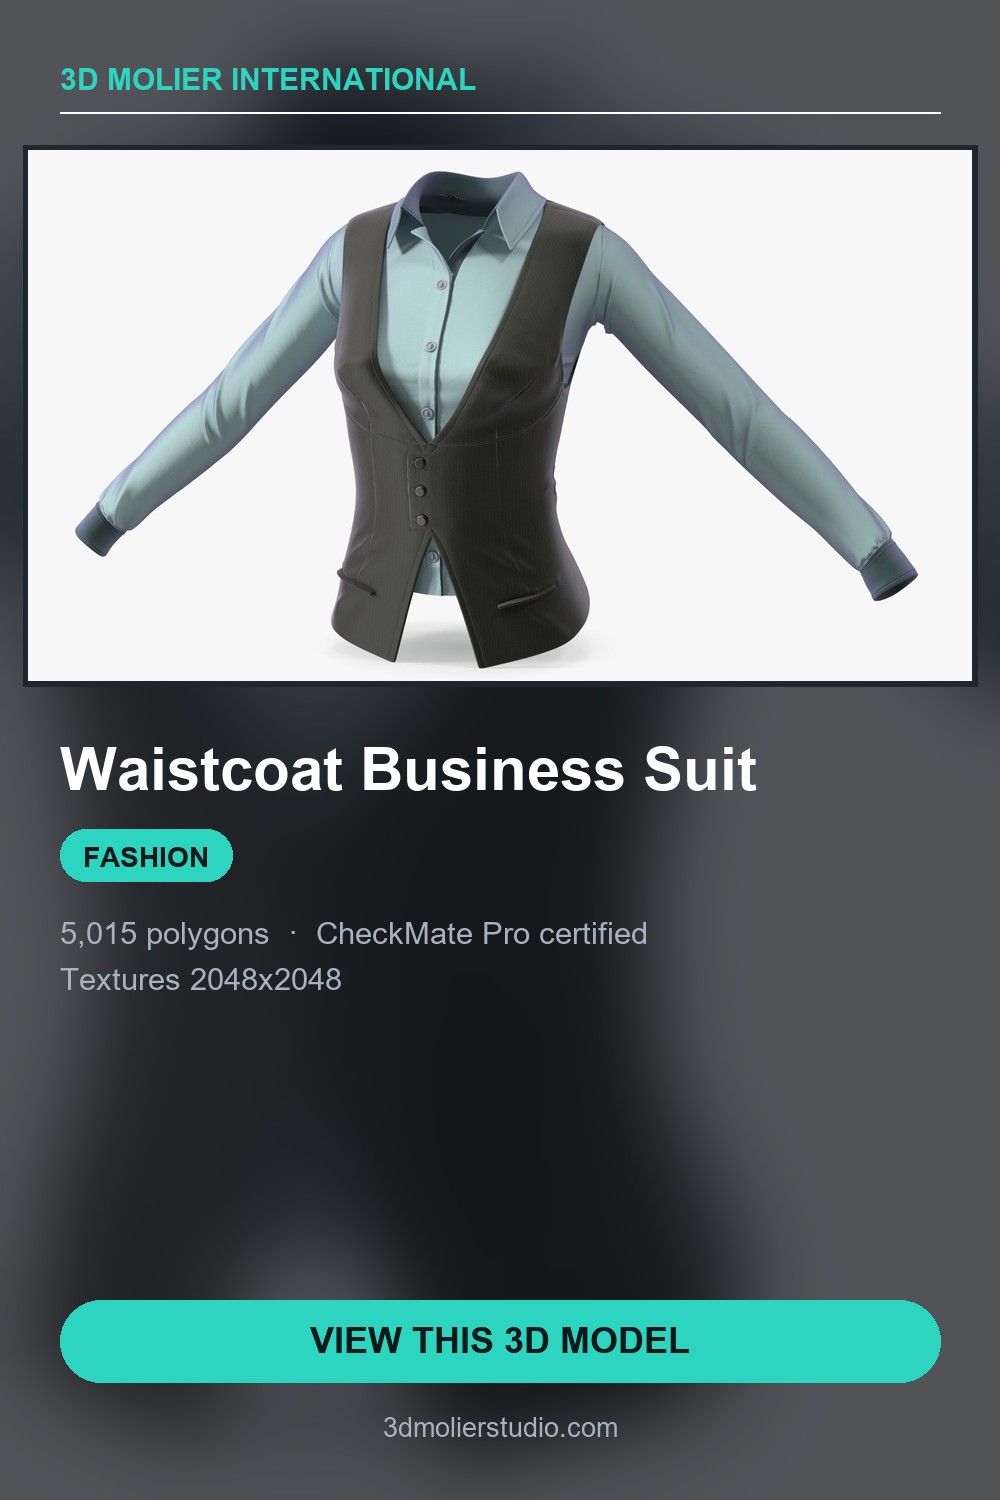 3D MOLIER INTERNATIONAL
Waistcoat Business Suit
FASHION
5,015 polygons · CheckMate Pro certified
Textures 2048x2048
VIEW THIS 3D MODEL
3dmolierstudio.com